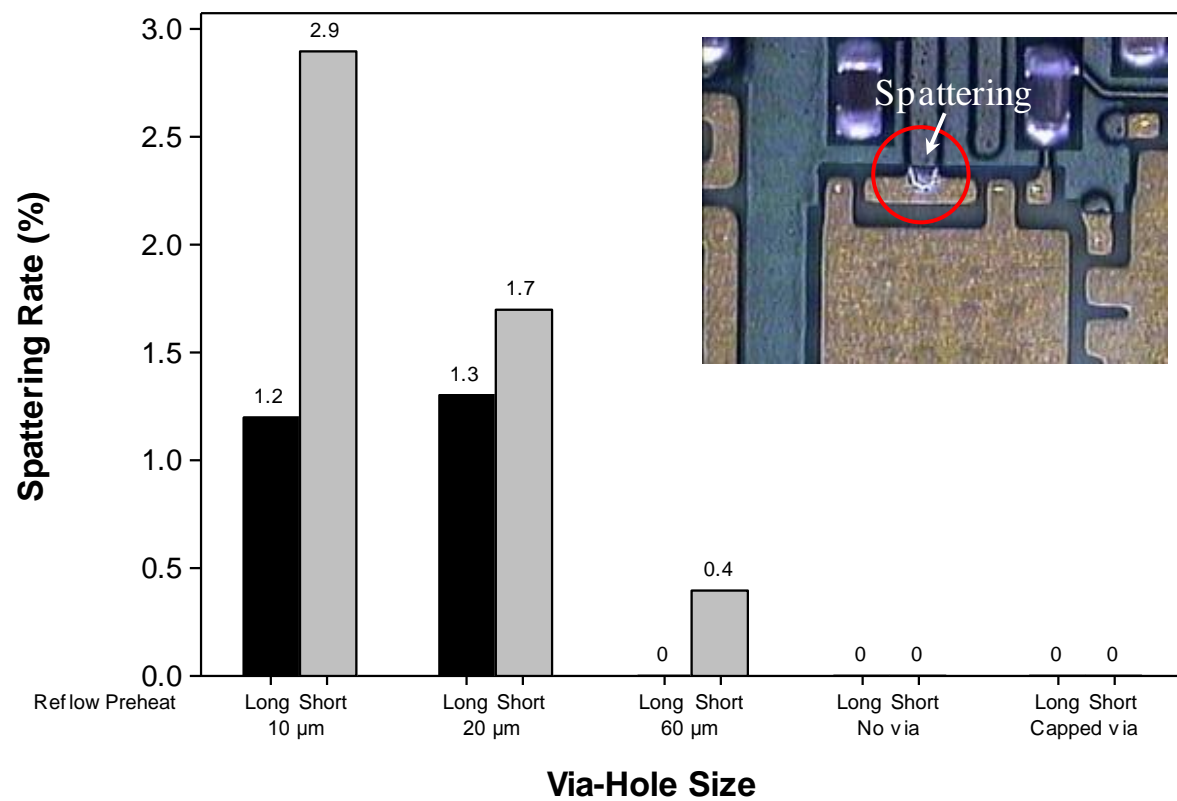 Spattering Rate (%)
3.0
2.5
2.0
1.5
1.0
0.5
0.0
2.9
1.2
1.3
1.7
0
0.4
0
0
0
0
Spattering
Reflow Preheat
Long Short
10 µm
Long Short
20 µm
Long Short
60 µm
Long Short
No via
Long Short
Capped via
Via-Hole Size